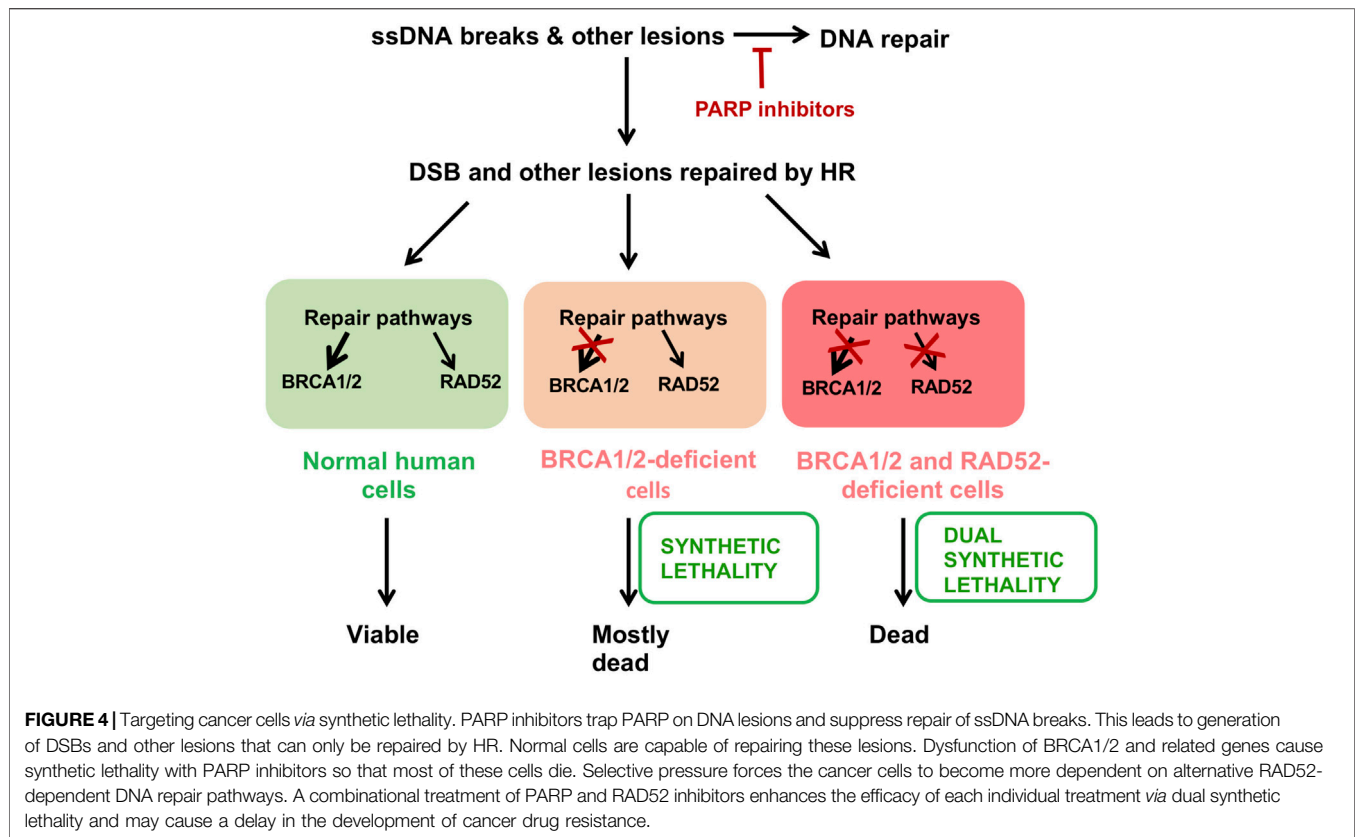 ssDNA breaks & other lesions
DNA repair
PARP inhibitors
DSB and other lesions repaired by HR
Repair pathways
BRCA1/2
RAD52
Repair pathways
BRCA1/2
RAD52
Repair pathways
BRCA1/2
RAD52
Normal human
cells
BRCA1/2-deficient
cells
BRCA1/2 and RAD52-
deficient cells
SYNTHETIC
LETHALITY
DUAL
SYNTHETIC
LETHALITY
Viable
Mostly
dead
Dead
FIGURE 4 | Targeting cancer cells via synthetic lethality. PARP inhibitors trap PARP on DNA lesions and suppress repair of ssDNA breaks. This leads to generation
of DSBs and other lesions that can only be repaired by HR. Normal cells are capable of repairing these lesions. Dysfunction of BRCA1/2 and related genes cause
synthetic lethality with PARP inhibitors so that most of these cells die. Selective pressure forces the cancer cells to become more dependent on alternative RAD52-
dependent DNA repair pathways. A combinational treatment of PARP and RAD52 inhibitors enhances the efficacy of each individual treatment via dual synthetic
lethality and may cause a delay in the development of cancer drug resistance.